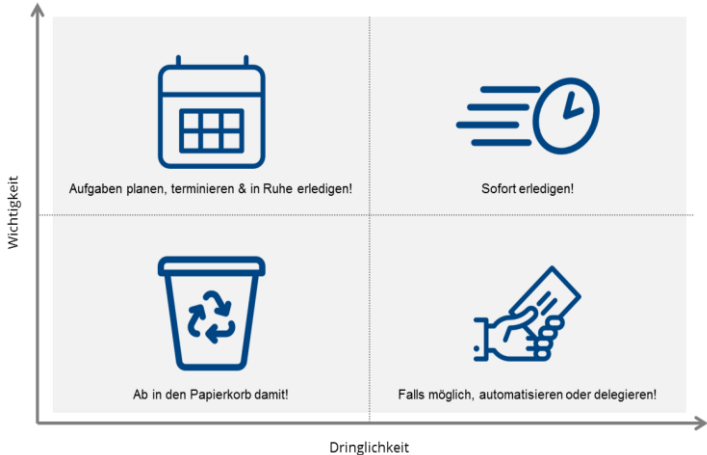 Wichtigkeit
Aufgaben planen, terminieren & in Ruhe erledigen!
Sofort erledigen!
Ab in den Papierkorb damit!
Falls möglich, automatisieren oder delegieren!
Dringlichkeit